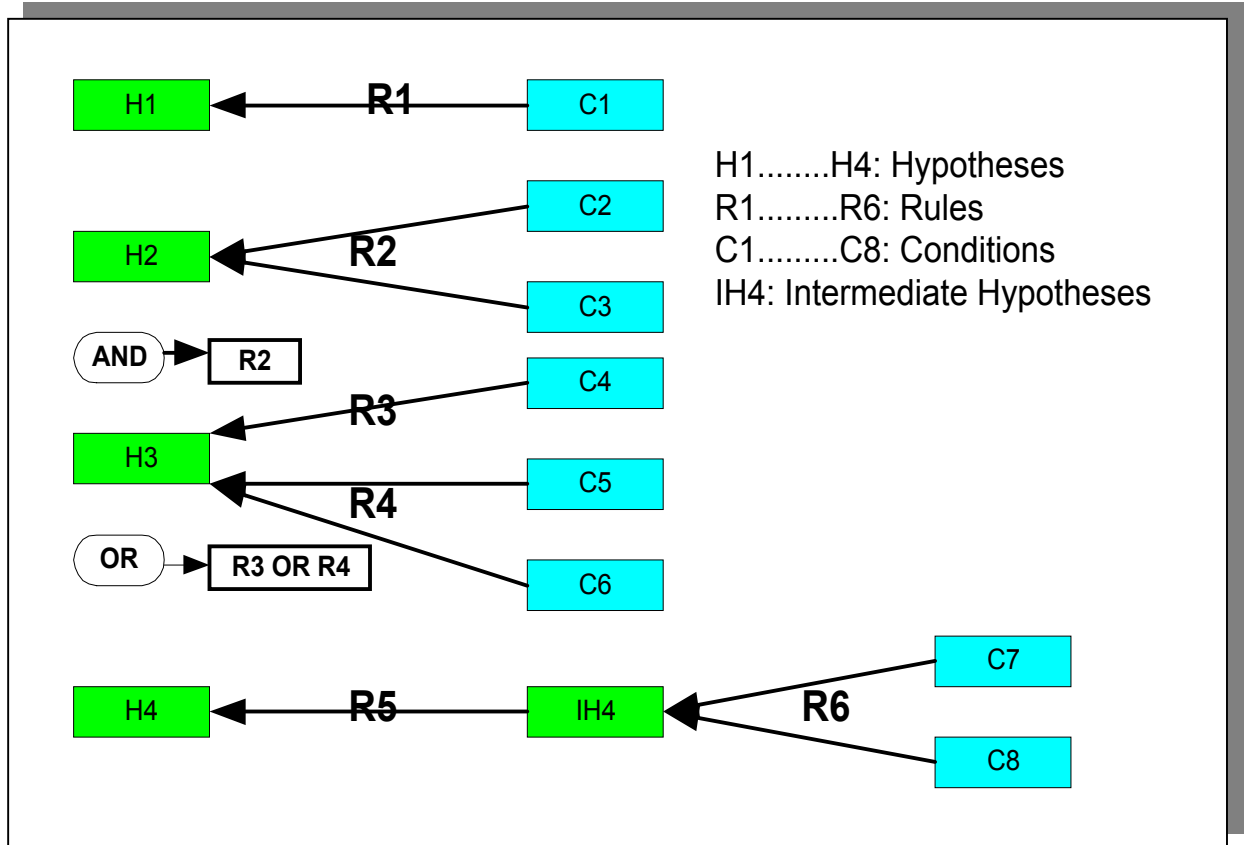 H1
R1
C1
H1........H4: Hypotheses
R1.........R6: Rules
C1.........C8: Conditions
IH4: Intermediate Hypotheses
C2
H2
R2
C3
AND
R2
C4
R3
H3
C5
R4
OR
R3 OR R4
C6
C7
H4
R5
IH4
R6
C8